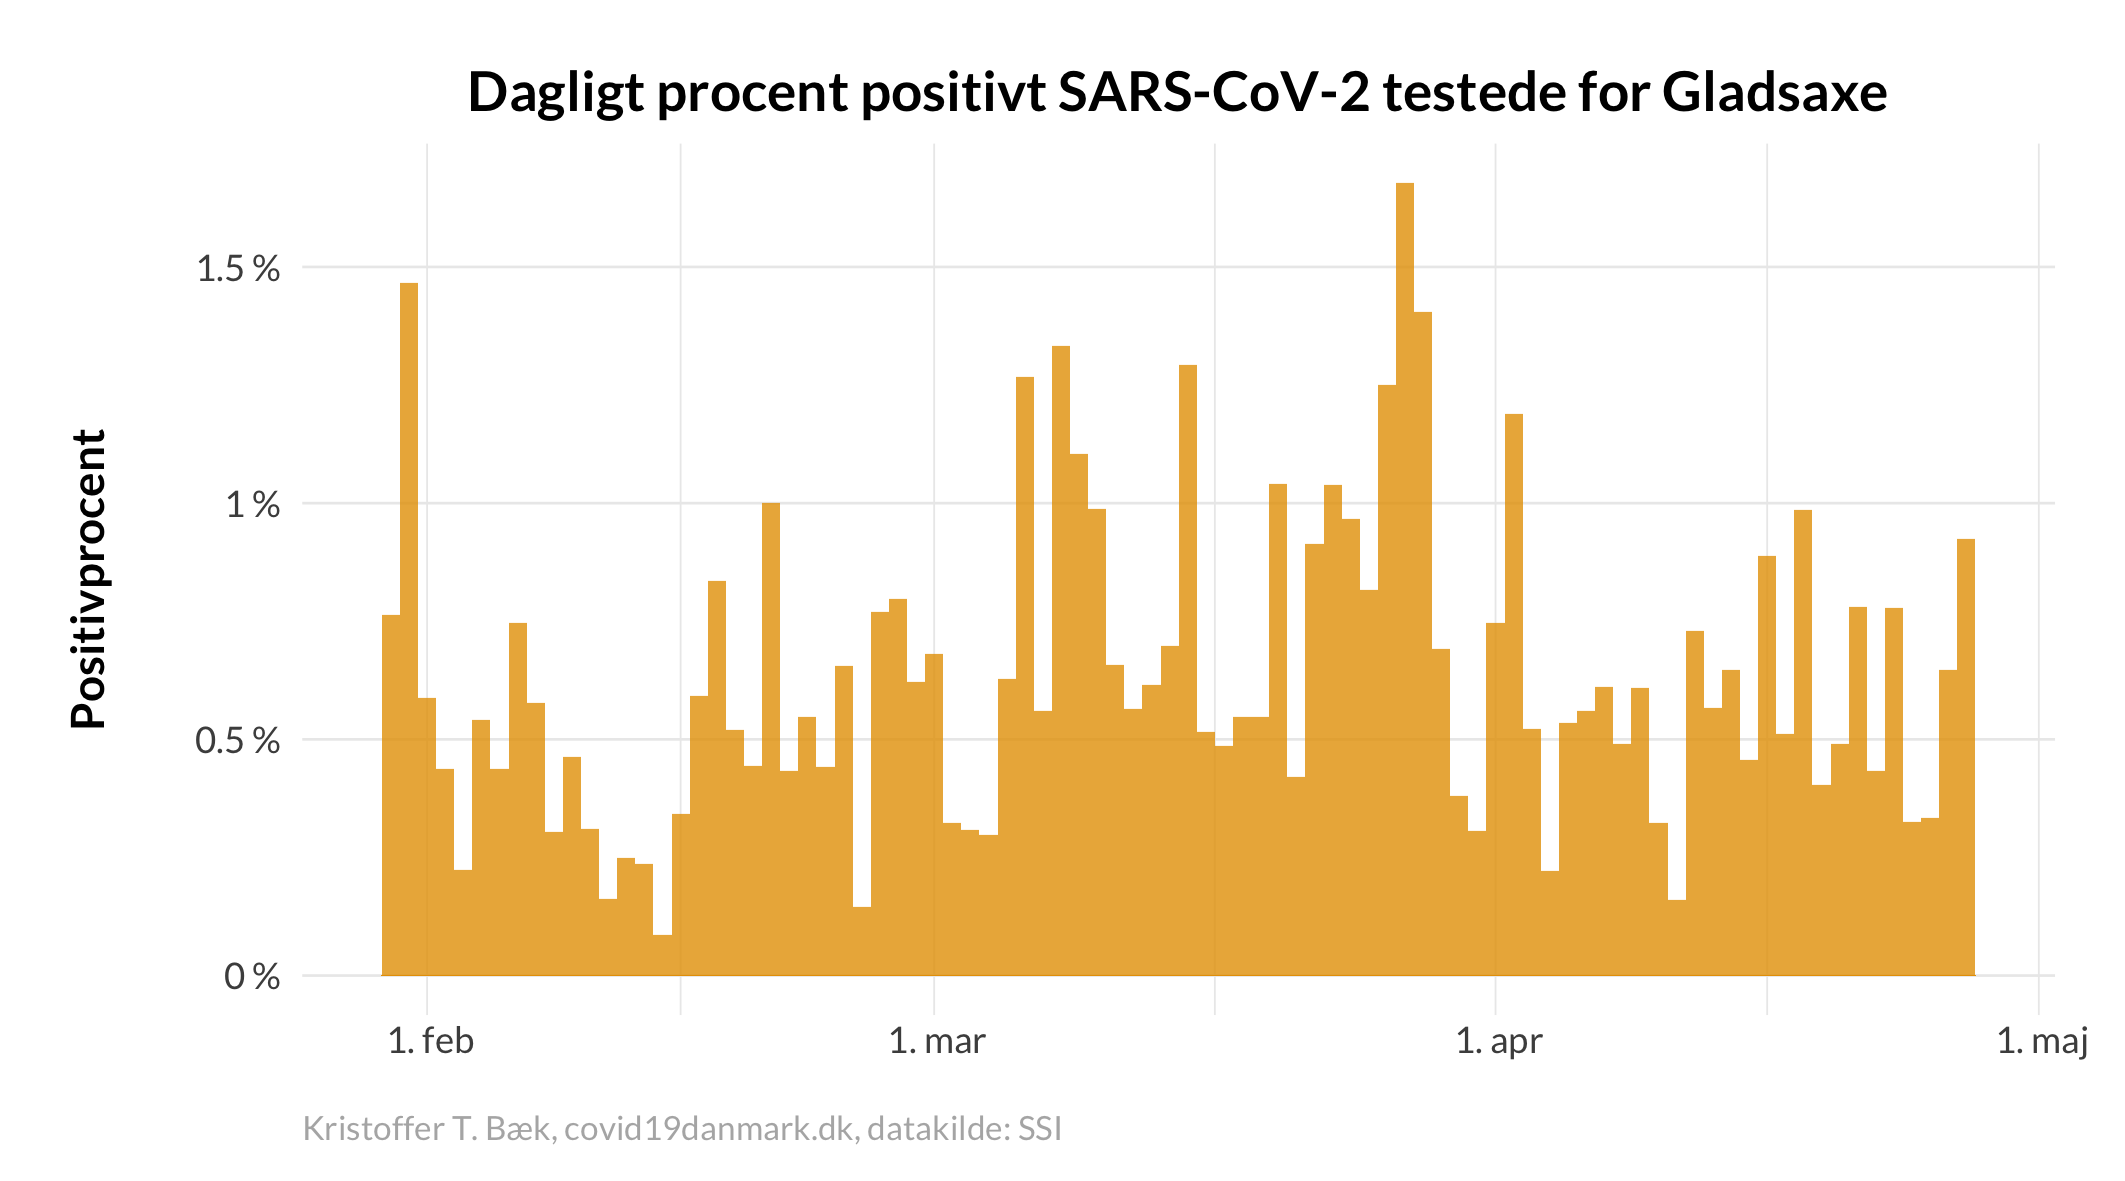 Dagligt procent positivt SARS-CoV-2 testede for Gladsaxe
Positivprocent
1.5 %
1 %
0.5 %
0 %
1. feb
1. mar
1. apr
1. maj
Kristoffer T. Bæk, covid19danmark.dk, datakilde: SSI